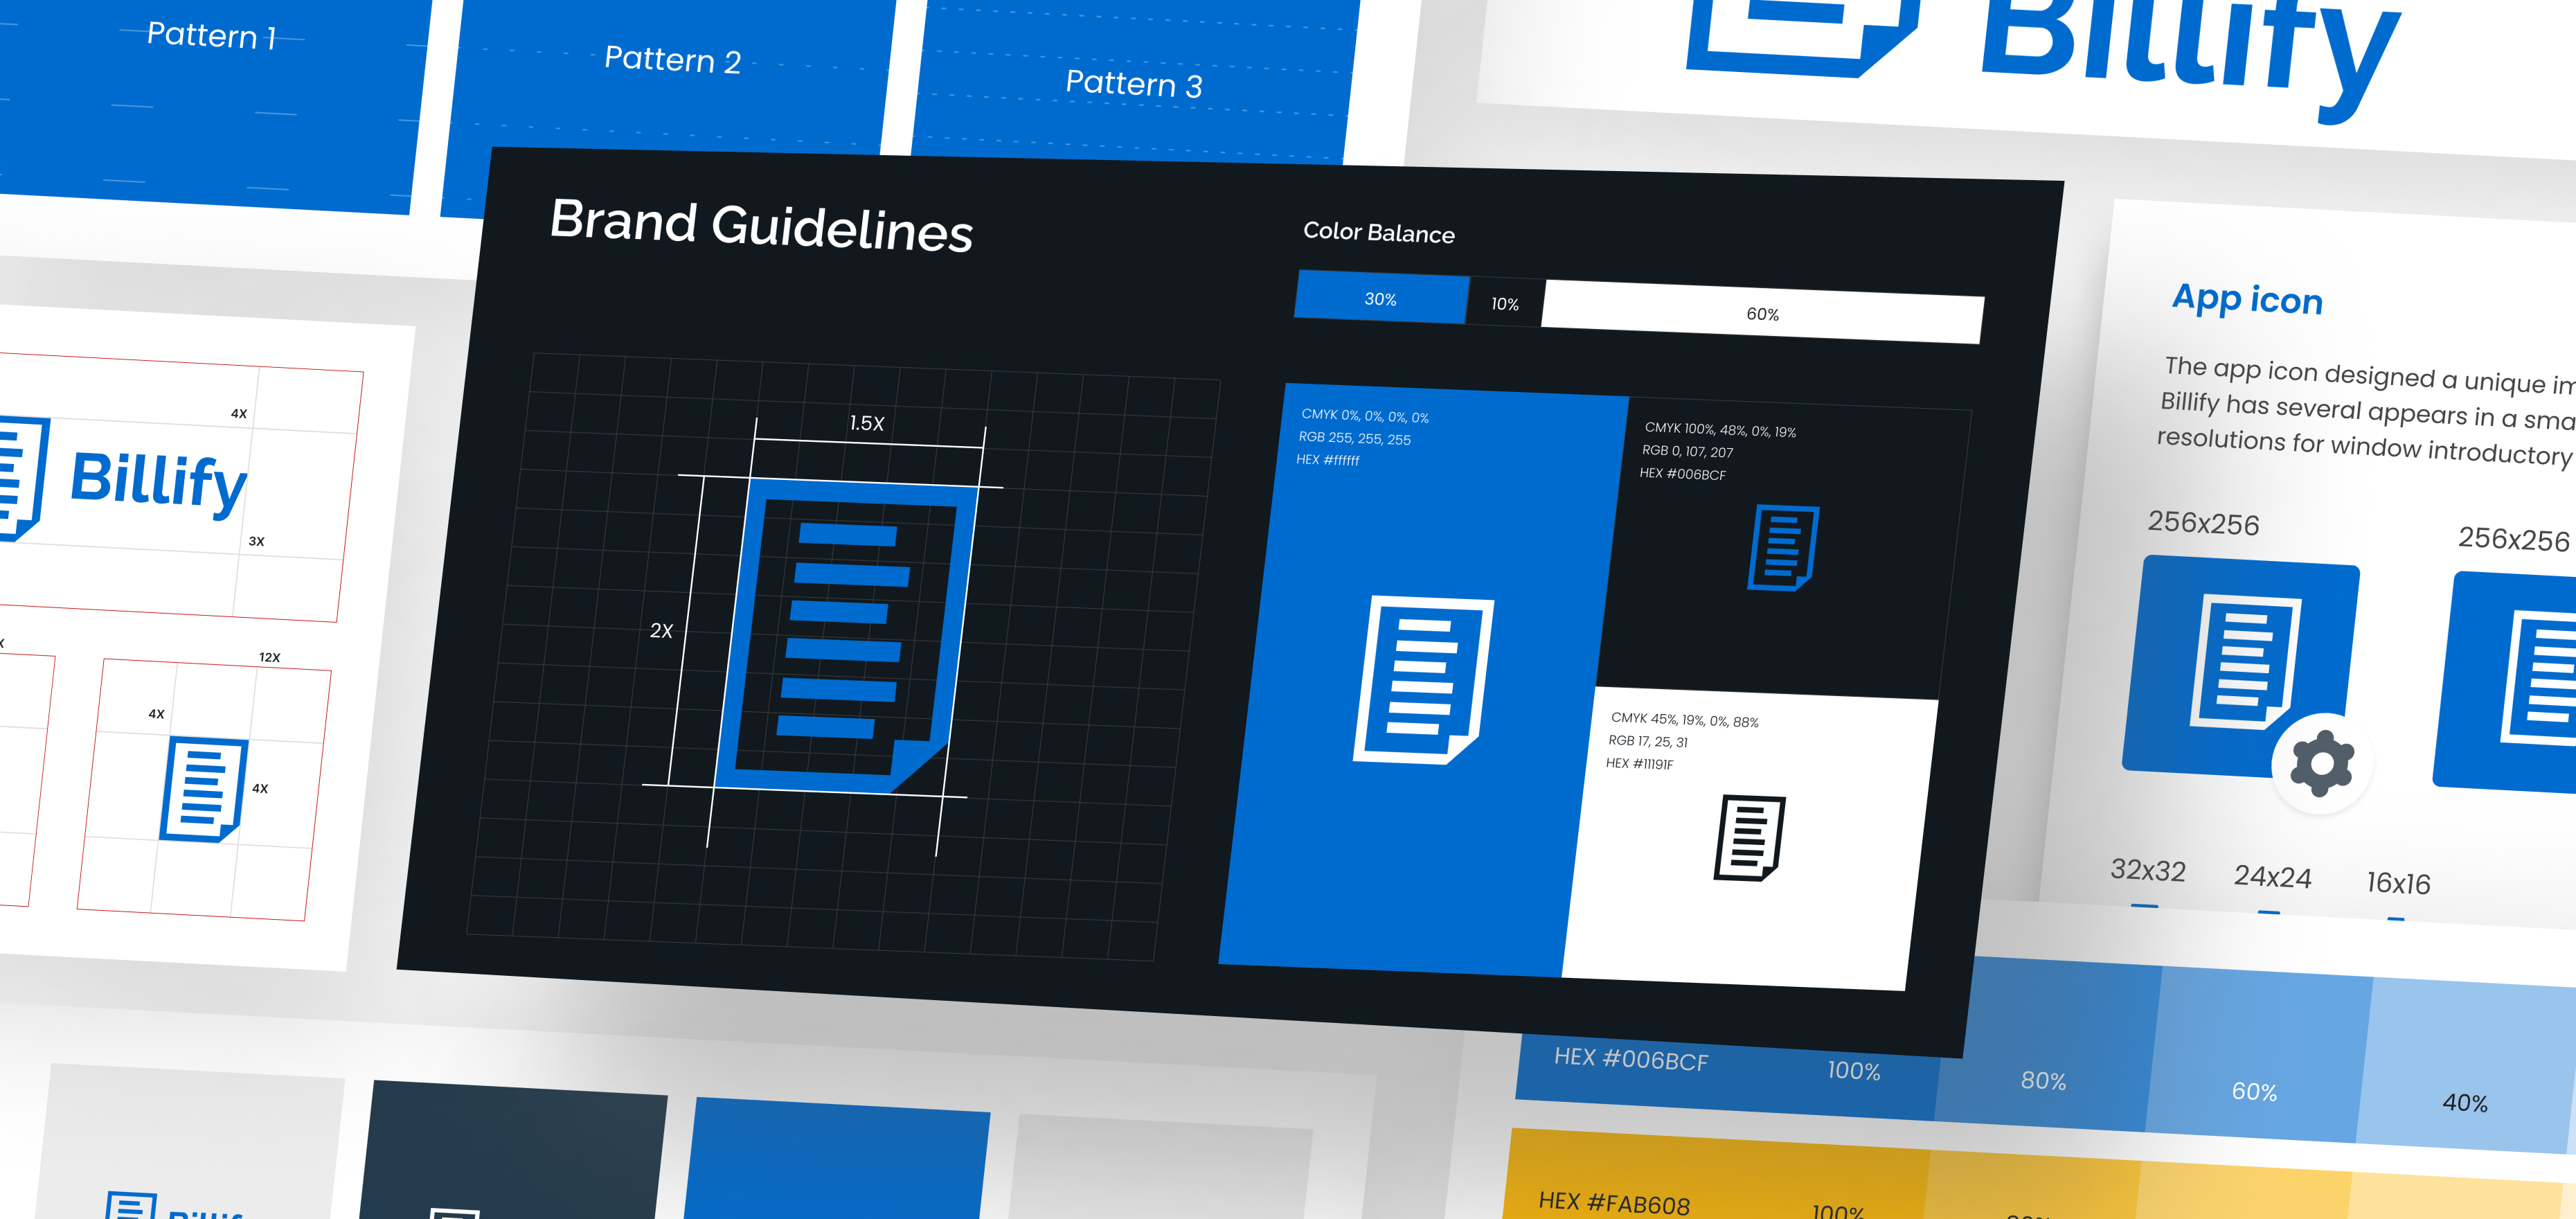 Pattern 1
Pattern 2
Pattern 3
Billify
Brand Guidelines
Color Balance
30%
10%
60%
1.5X
2X
CMYK 0%, 0%, 0%, 0%
RGB 255, 255, 255
HEX #ffffff
CMYK 100%, 48%, 0%, 19%
RGB 0, 107, 207
HEX #006BCF
CMYK 45%, 19%, 0%, 88%
RGB 17, 25, 31
HEX #11191F
4X
Billify
3X
12X
4X
4X
App icon
The app icon designed a unique
Billify has several appears in a
resolutions for window introductory
256x256
256x256
32x32
24x24
16x16
HEX #006BCF
100%
80%
60%
40%
HEX #FAB608
100%